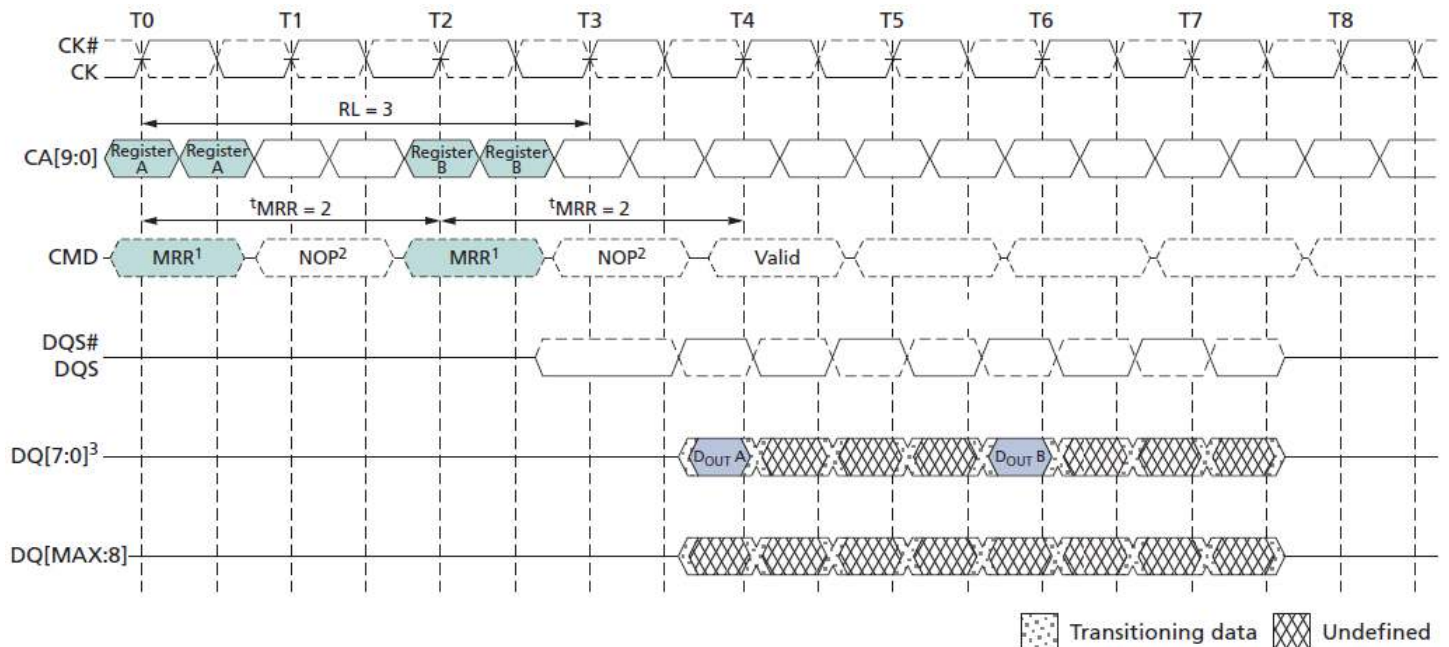 T0 T1 T2 T3 T4 T5 T6 T7 T8
CK#
CK
RL = 3
CA[9:0] Register A Register A Register B Register B
tMRR = 2 tMRR = 2
CMD MRR1 NOP2 MRR1 NOP2 Valid
DQS#
DQS
DQ[7:0]3 DOUT A DOUT B
DQ[MAX:8]
Transitioning data Undefined